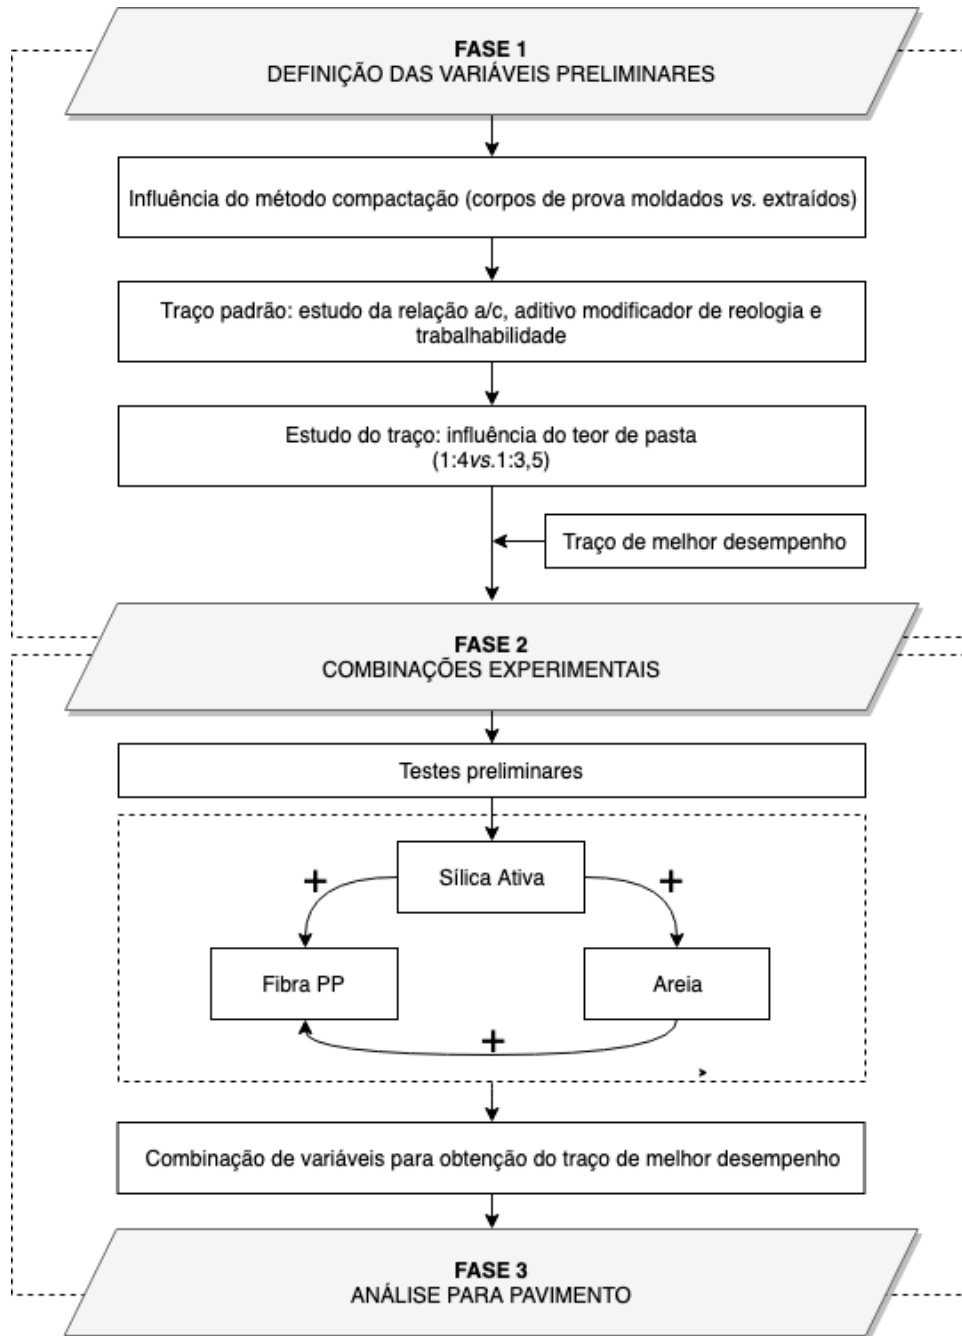 FASE 1
DEFINIÇÃO DAS VARIÁVEIS PRELIMINARES
Influência do método compactação (corpos de prova moldados vs. extraídos)
Traço padrão: estudo da relação a/c, aditivo modificador de reologia e
trabalhabilidade
Estudo do traço: influência do teor de pasta
(1:4vs.1:3,5)
Traço de melhor desempenho
FASE 2
COMBINAÇÕES EXPERIMENTAIS
Testes preliminares
Sílica Ativa
+
+
Fibra PP
Areia
+
Combinação de variáveis para obtenção do traço de melhor desempenho
FASE 3
ANÁLISE PARA PAVIMENTO